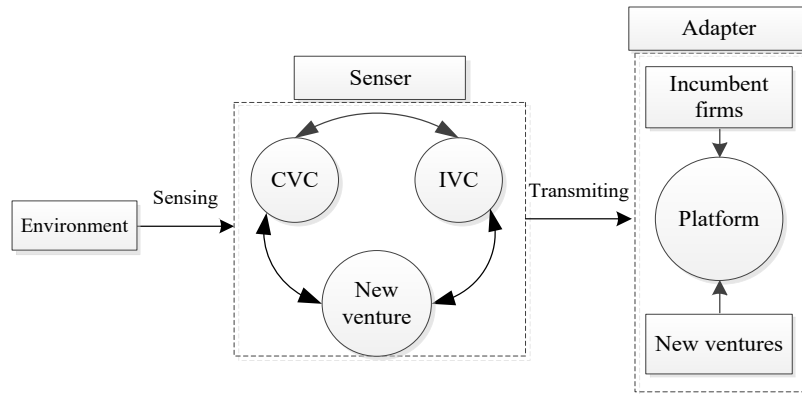 Adapter
Senser
Incumbent
firms
CVC
IVC
Sensing
Transmiting
Environment
Platform
New
venture
New ventures